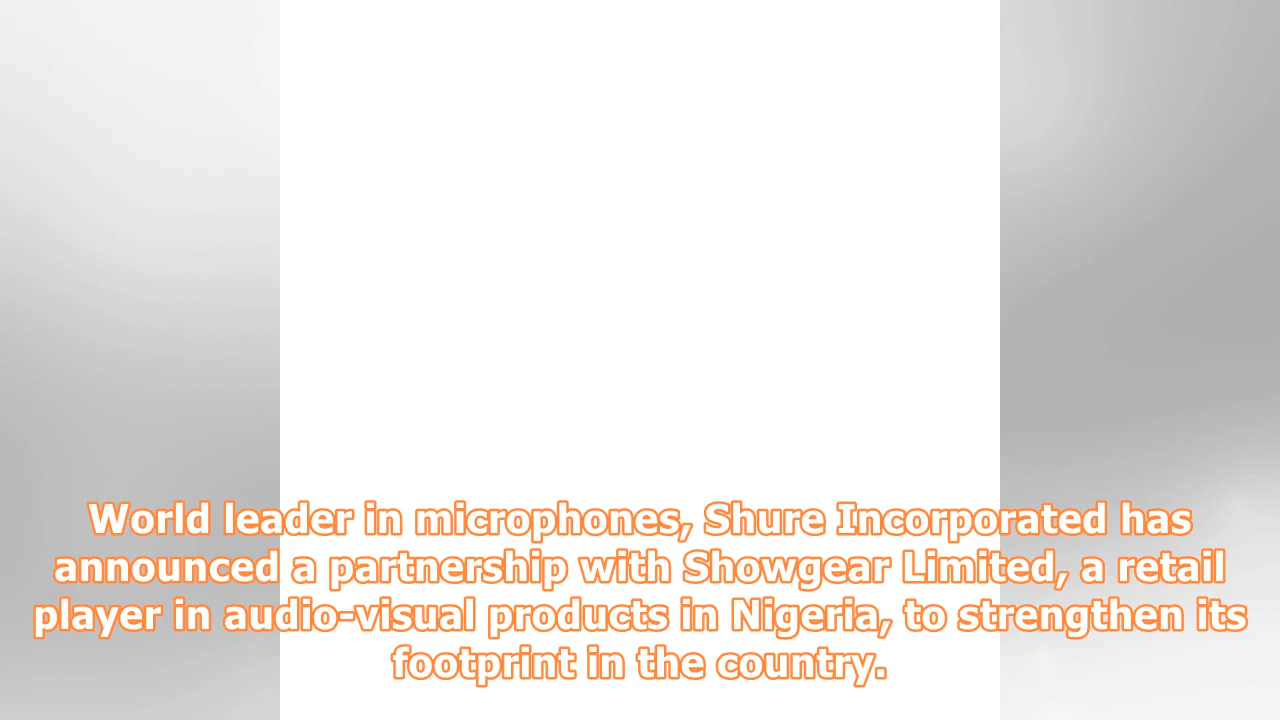 World leader in microphones, Shure Incorporated has
announced a partnership with Showgear Limited, a retail
player in audio-visual products in Nigeria, to strengthen its
footprint in the country.